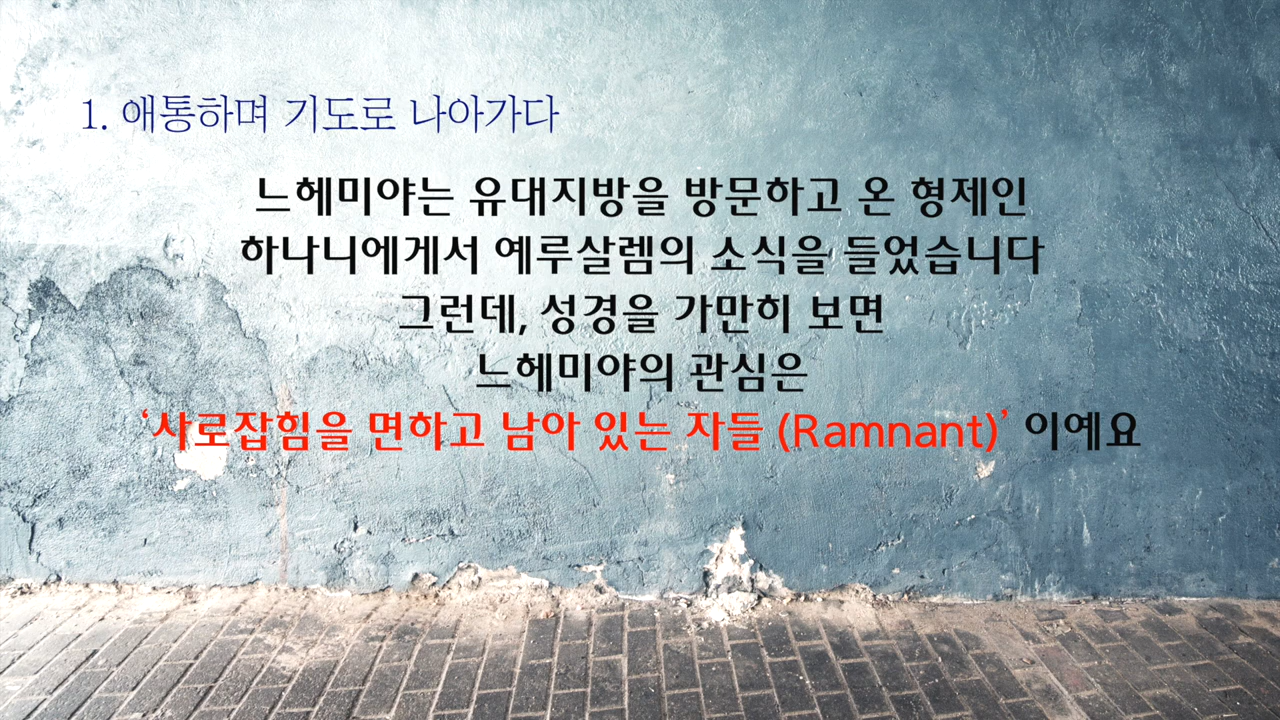 1. 애통하며 기도로 나아가다
느헤미야는 유대지방을 방문하고 온 형제인
하나니에게서 예루살렘의 소식을 들었습니다
그런데, 성경을 가만히 보면
느헤미야의 관심은
‘사로잡힘을 면하고 남아 있는 자들 (Ramnant)’ 이예요